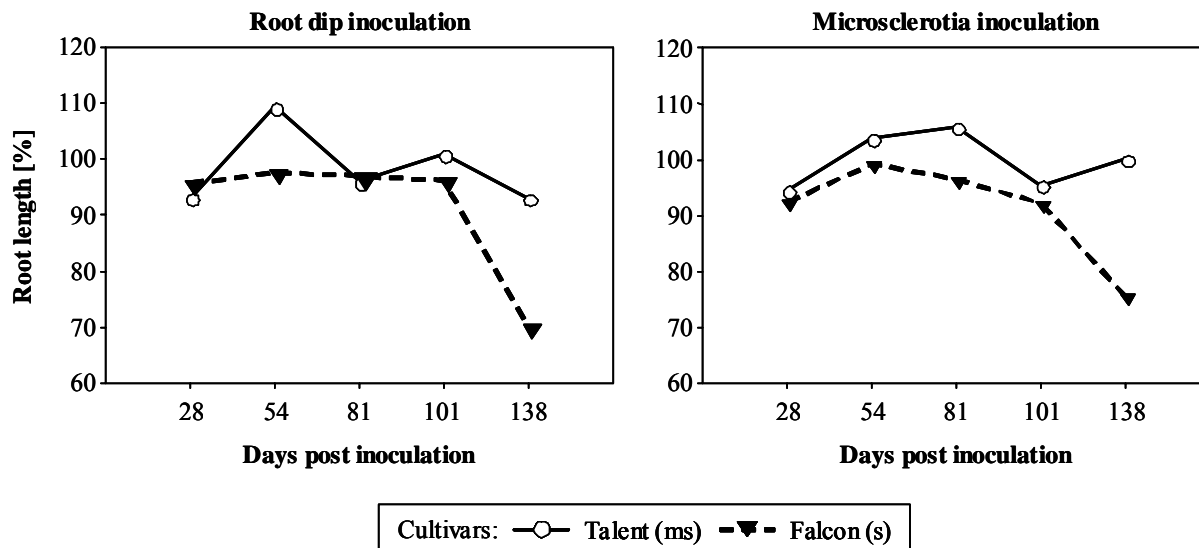 Root dip inoculation
Microsclerotia inoculation
Root length [%]
120
110
100
90
80
70
60
28 54 81 101 138
Days post inoculation
120
110
100
90
80
70
60
28 54 81 101 138
Days post inoculation
Cultivars: Talent (ms) Falcon (s)